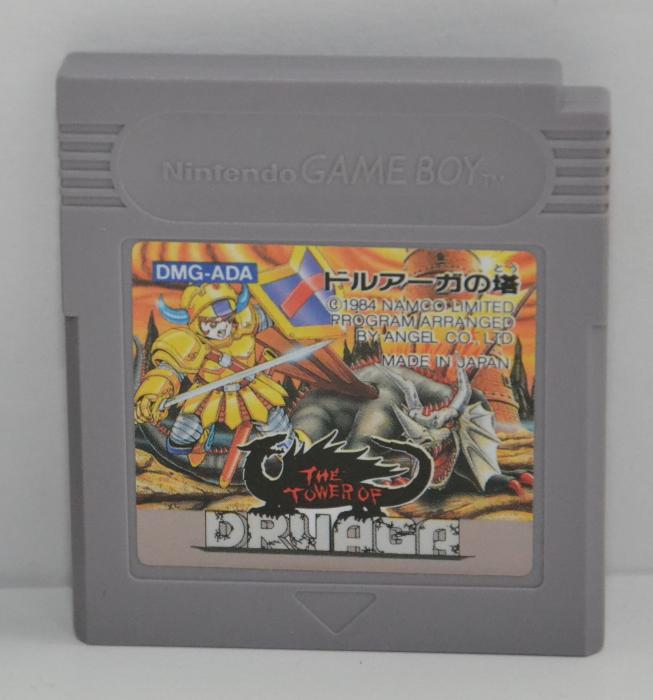 Nintendo GAME BOY TM
DMG-ADA
とう
ドルアーガの塔
©1984 NAMCO LIMITED
PROGRAM ARRANGED
BY ANGEL CO., LTD
MADE IN JAPAN
THE
TOWER OF
DRUAGA